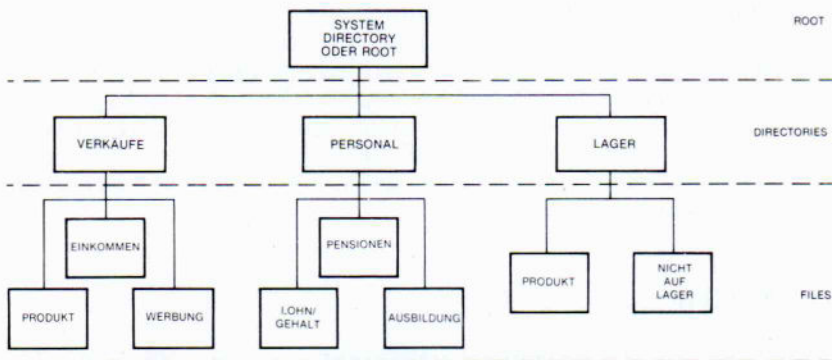 SYSTEM
DIRECTORY
ODER ROOT
ROOT
VERKÄUFE
PERSONAL
LAGER
DIRECTORIES
EINKOMMEN
PENSIONEN
PRODUKT
WERBUNG
LOHN/
GEHALT
AUSBILDUNG
PRODUKT
NICHT
AUF
LAGER
FILES